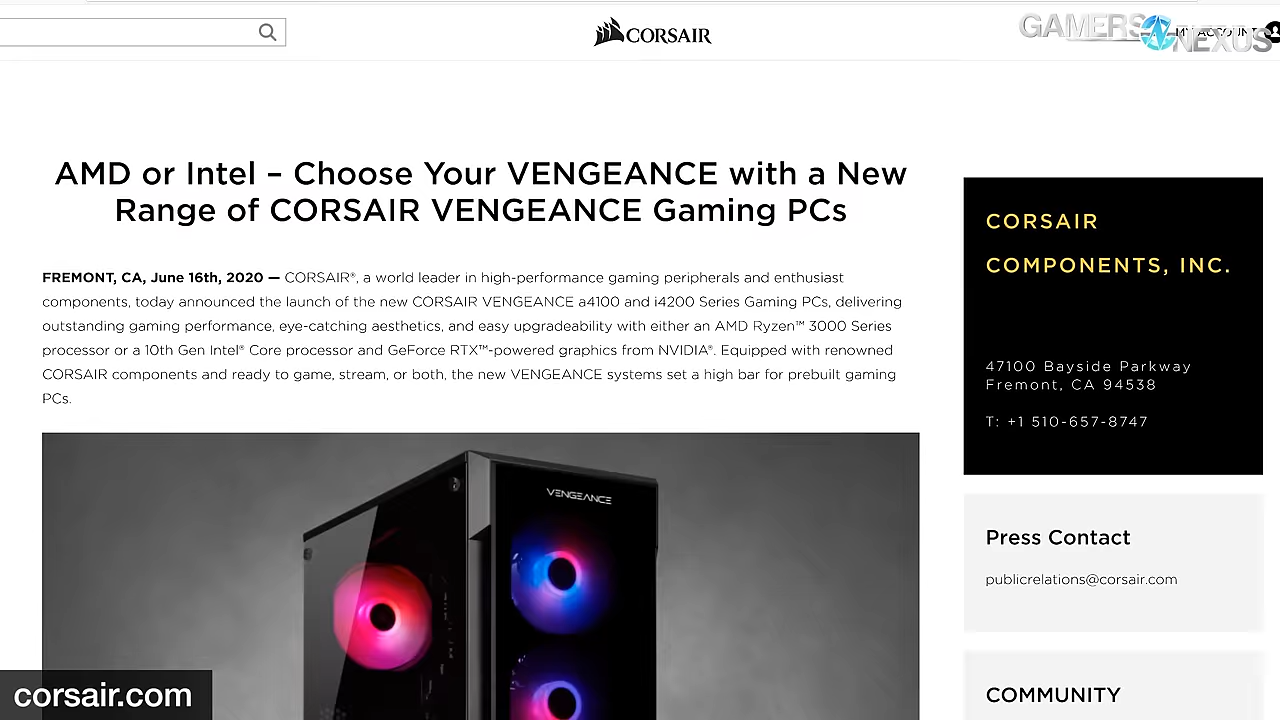 CORSAIR
GAMERS NEXUS
MY ACCOUNT
AMD or Intel – Choose Your VENGEANCE with a New
Range of CORSAIR VENGEANCE Gaming PCs
FREMONT, CA, June 16th, 2020 — CORSAIR®, a world leader in high-performance gaming peripherals and enthusiast
components, today announced the launch of the new CORSAIR VENGEANCE a4100 and i4200 Series Gaming PCs, delivering
outstanding gaming performance, eye-catching aesthetics, and easy upgradeability with either an AMD Ryzen™ 3000 Series
processor or a 10th Gen Intel® Core processor and GeForce RTX™-powered graphics from NVIDIA®. Equipped with renowned
CORSAIR components and ready to game, stream, or both, the new VENGEANCE systems set a high bar for prebuilt gaming
PCs.
VENGEANCE
CORSAIR
COMPONENTS, INC.
47100 Bayside Parkway
Fremont, CA 94538
T: +1 510-657-8747
Press Contact
publicrelations@corsair.com
COMMUNITY
corsair.com